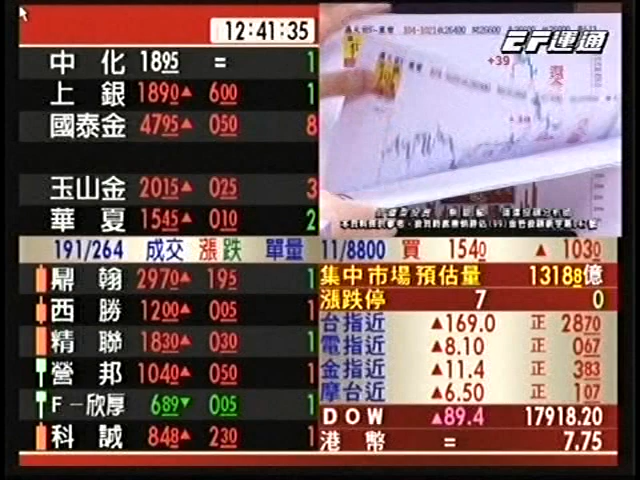 12:41:35
中化 1895 = 1
上銀 1890▲ 600 1
國泰金 4795▲ 050 8
玉山金 2015▲ 025 3
華夏 1545▲ 010 2
191/264 成交 漲跌 單量
鼎翰 2970▲ 195 1
西勝 1200▲ 005 1
精聯 1830▲ 030 1
營邦 1040▲ 050 1
F-欣厚 689▼ 005 1
科誠 848▲ 230 1
EF運通
+39
11/8800 買 1540 ▲ 1030
集中市場預估量 13188億
漲跌停 7 0
台指近 ▲169.0 正 2870
電指近 ▲8.10 正 067
金指近 ▲11.4 正 383
摩台近 ▲6.50 正 107
DOW ▲89.4 17918.20
港幣 = 7.75